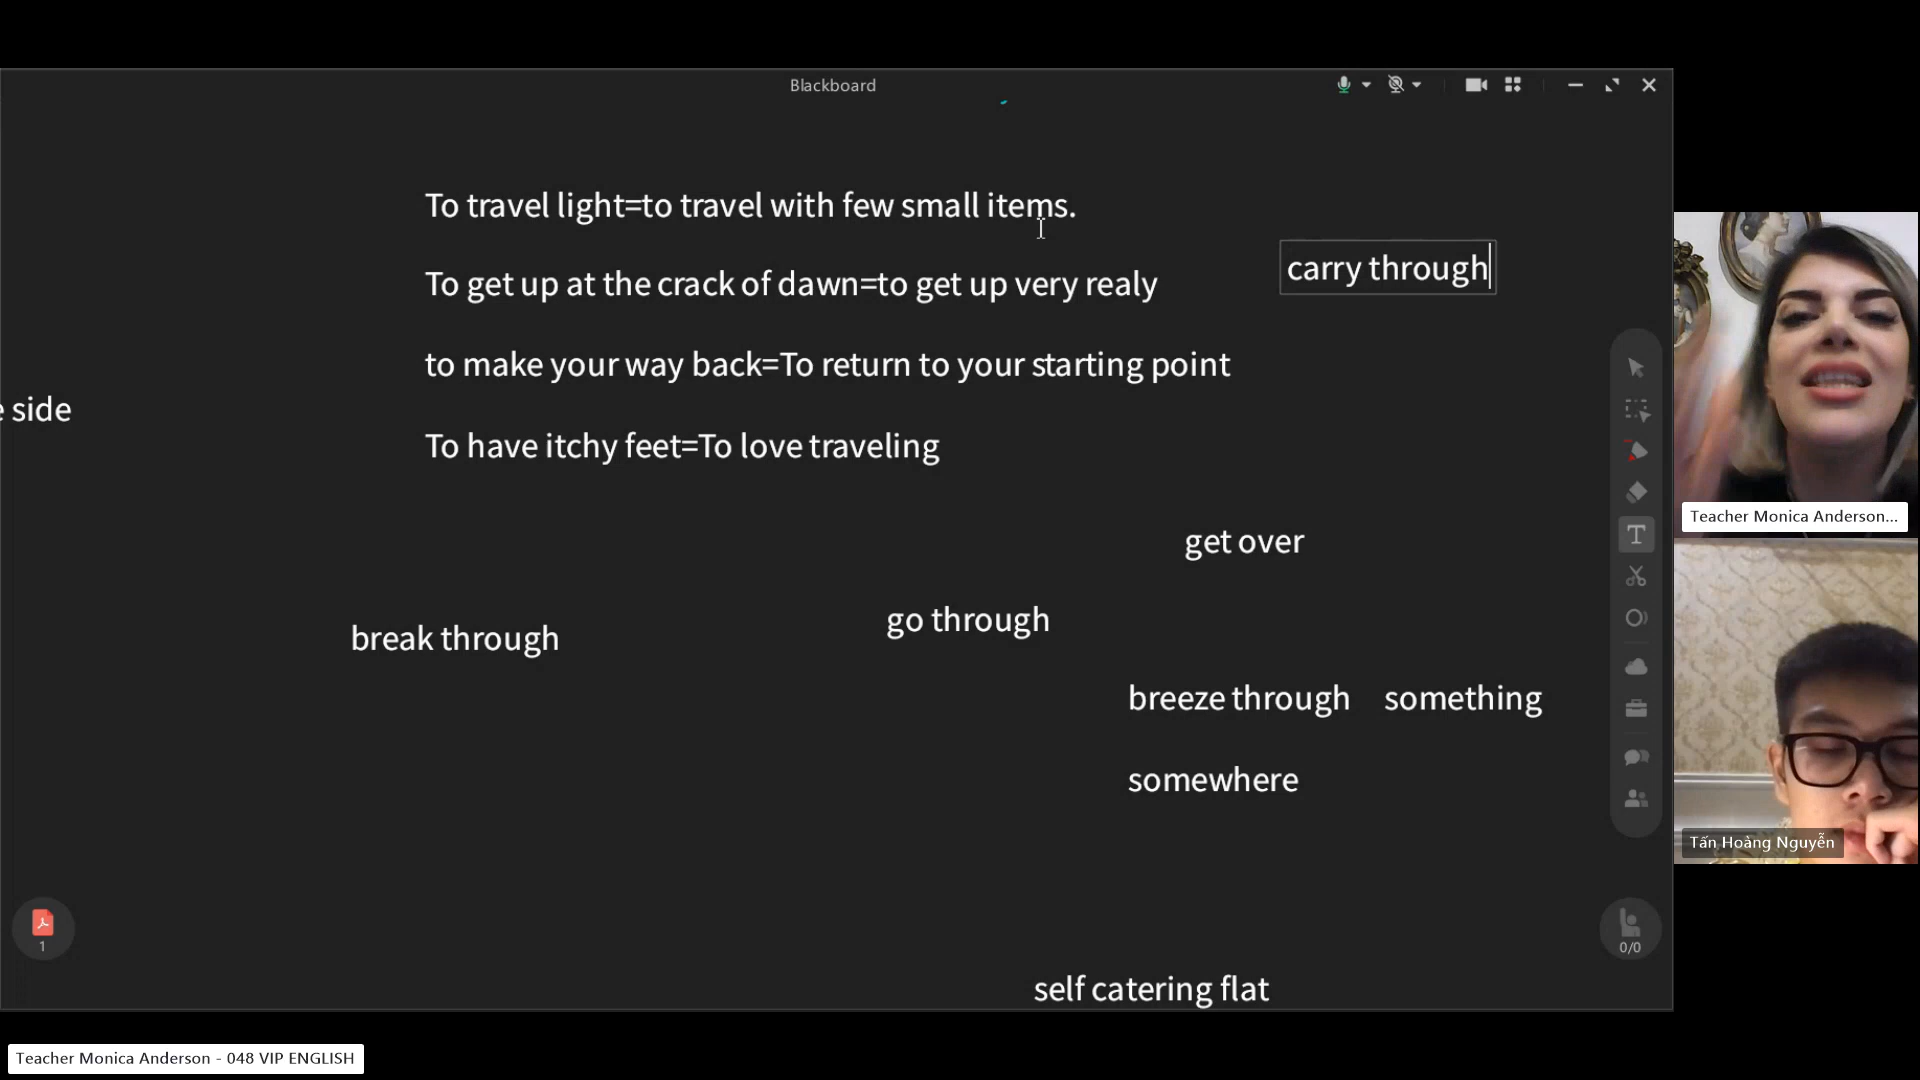 Blackboard
To travel light=to travel with few small items.
carry through
To get up at the crack of dawn=to get up very realy
to make your way back=To return to your starting point
e side
To have itchy feet=To love traveling
get over
go through
break through
breeze through something
somewhere
self catering flat
1
0/0
T
Teacher Monica Anderson...
Tấn Hoàng Nguyễn
Teacher Monica Anderson - 048 VIP ENGLISH